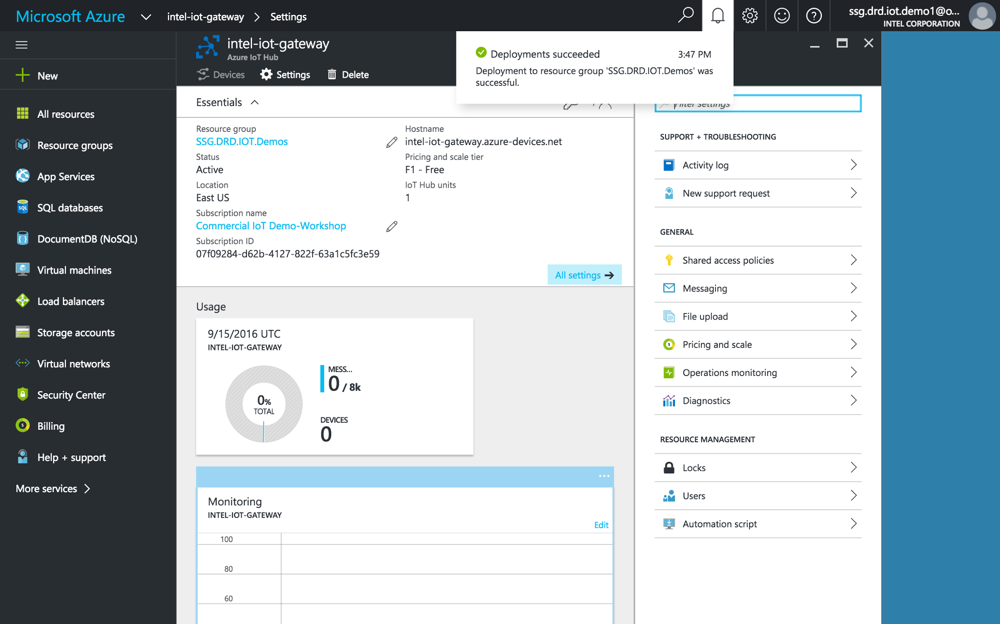 Microsoft Azure
intel-iot-gateway
Settings
ssg.drd.iot.demo1@o...
INTEL CORPORATION
New
All resources
Resource groups
App Services
SQL
SQL databases
DocumentDB (NoSQL)
Virtual machines
Load balancers
Storage accounts
Virtual networks
Security Center
Billing
Help + support
More services
intel-iot-gateway
Azure IoT Hub
Devices
Settings
Delete
Deployments succeeded
3:47 PM
Deployment to resource group 'SSG.DRD.IOT.Demos' was
successful.
Essentials
Resource group
SSG.DRD.IOT.Demos
Status
Active
Location
East US
Subscription name
Commercial IoT Demo-Workshop
Subscription ID
07f09284-d62b-4127-822f-63a1c5fc3e59
Hostname
intel-iot-gateway.azure-devices.net
Pricing and scale tier
F1 - Free
IoT Hub units
1
All settings
Usage
9/15/2016 UTC
INTEL-IOT-GATEWAY
0%
TOTAL
MESS...
0 / 8k
DEVICES
0
Monitoring
INTEL-IOT-GATEWAY
Edit
100
80
60
Filter settings
SUPPORT + TROUBLESHOOTING
Activity log
New support request
GENERAL
Shared access policies
Messaging
File upload
Pricing and scale
Operations monitoring
Diagnostics
RESOURCE MANAGEMENT
Locks
Users
Automation script